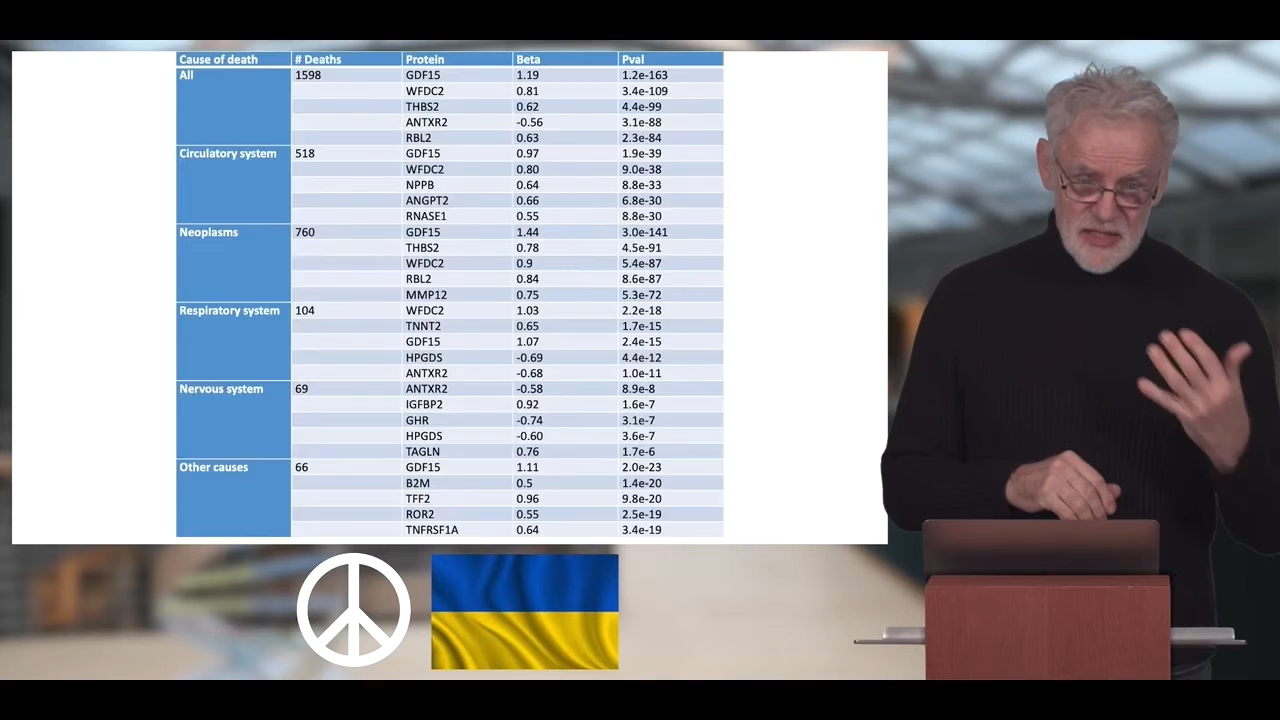 Cause of death # Deaths Protein Beta Pval
All 1598 GDF15 1.19 1.2e-163
WFDC2 0.81 3.4e-109
THBS2 0.62 4.4e-99
ANTXR2 -0.56 3.1e-88
RBL2 0.63 2.3e-84
Circulatory system 518 GDF15 0.97 1.9e-39
WFDC2 0.80 9.0e-38
NPPB 0.64 8.8e-33
ANGPT2 0.66 6.8e-30
RNASE1 0.55 8.8e-30
Neoplasms 760 GDF15 1.44 3.0e-141
THBS2 0.78 4.5e-91
WFDC2 0.9 5.4e-87
RBL2 0.84 8.6e-87
MMP12 0.75 5.3e-72
Respiratory system 104 WFDC2 1.03 2.2e-18
TNNT2 0.65 1.7e-15
GDF15 1.07 2.4e-15
HPGDS -0.69 4.4e-12
ANTXR2 -0.68 1.0e-11
Nervous system 69 ANTXR2 -0.58 8.9e-8
IGFBP2 0.92 1.6e-7
GHR -0.74 3.1e-7
HPGDS -0.60 3.6e-7
TAGLN 0.76 1.7e-6
Other causes 66 GDF15 1.11 2.0e-23
B2M 0.5 1.4e-20
TFF2 0.96 9.8e-20
ROR2 0.55 2.5e-19
TNFRSF1A 0.64 3.4e-19